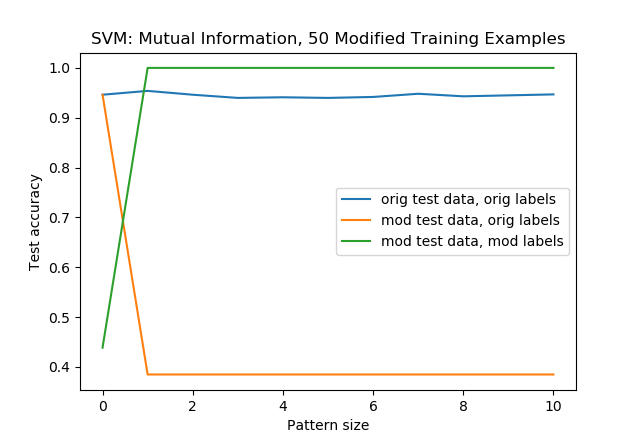 SVM: Mutual Information, 50 Modified Training Examples
1.0
0.9
0.8
0.7
0.6
0.5
0.4
Test accuracy
orig test data, orig labels
mod test data, orig labels
mod test data, mod labels
0 2 4 6 8 10
Pattern size